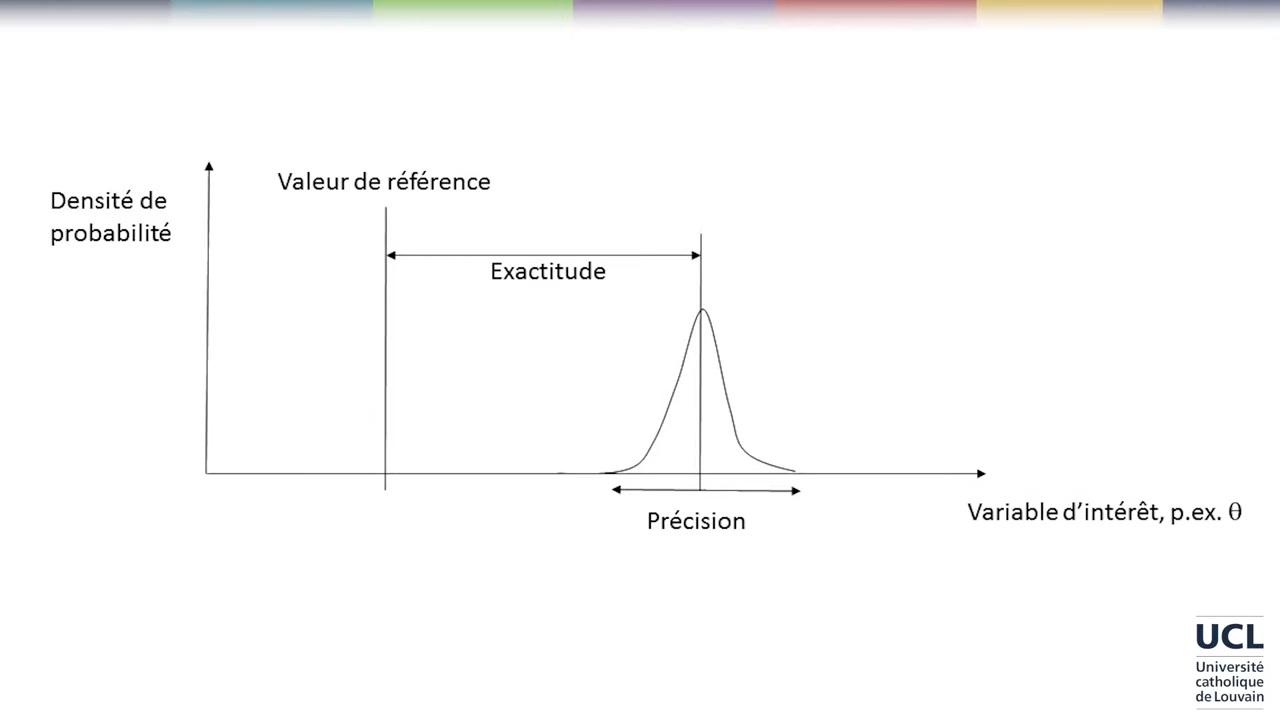 Valeur de référence
Densité de
probabilité
Exactitude
Précision
Variable d'intérêt, p.ex. θ
UCL
Université
catholique
de Louvain